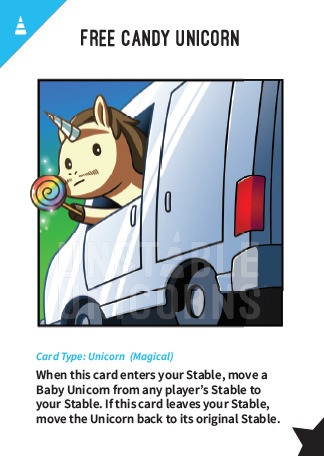 FREE CANDY UNICORN
UNSTABLE
UNICORNS
Card Type: Unicorn (Magical)
When this card enters your Stable, move a
Baby Unicorn from any player's Stable to
your Stable. If this card leaves your Stable,
move the Unicorn back to its original Stable.